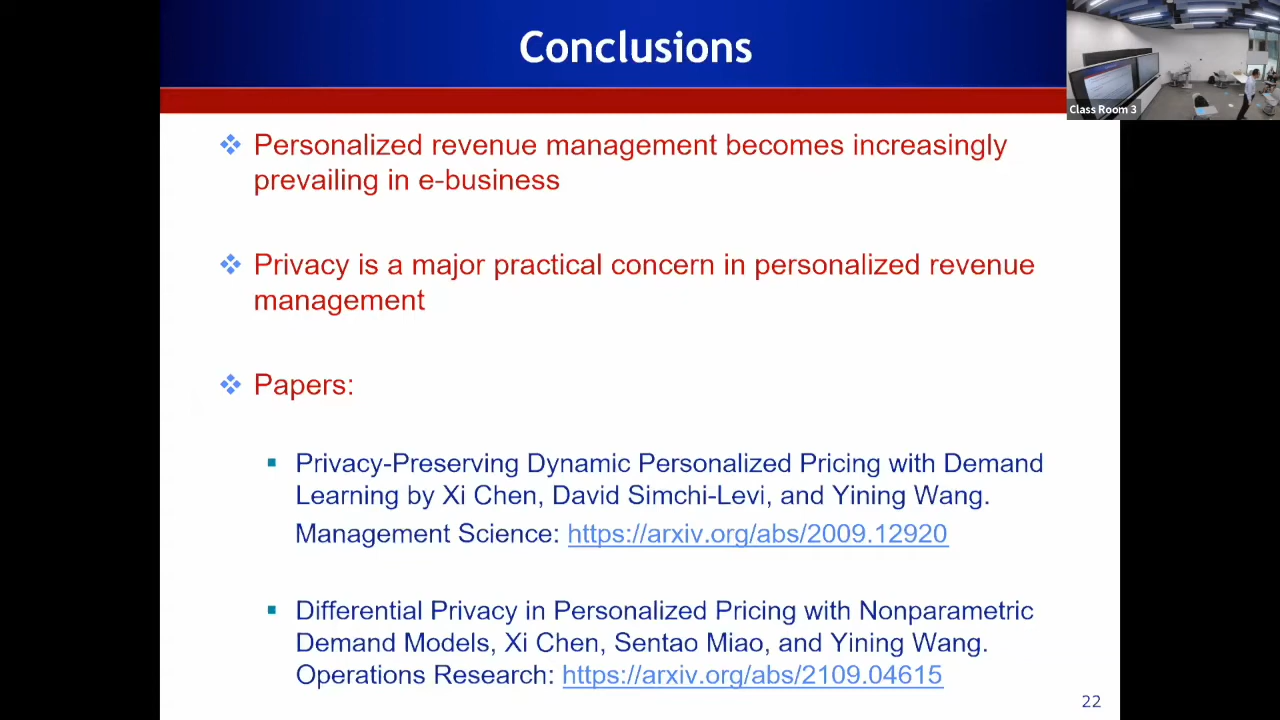 Conclusions
Class Room 3
Personalized revenue management becomes increasingly
prevailing in e-business
Privacy is a major practical concern in personalized revenue
management
Papers:
Privacy-Preserving Dynamic Personalized Pricing with Demand
Learning by Xi Chen, David Simchi-Levi, and Yining Wang.
Management Science: https://arxiv.org/abs/2009.12920
Differential Privacy in Personalized Pricing with Nonparametric
Demand Models, Xi Chen, Sentao Miao, and Yining Wang.
Operations Research: https://arxiv.org/abs/2109.04615
22